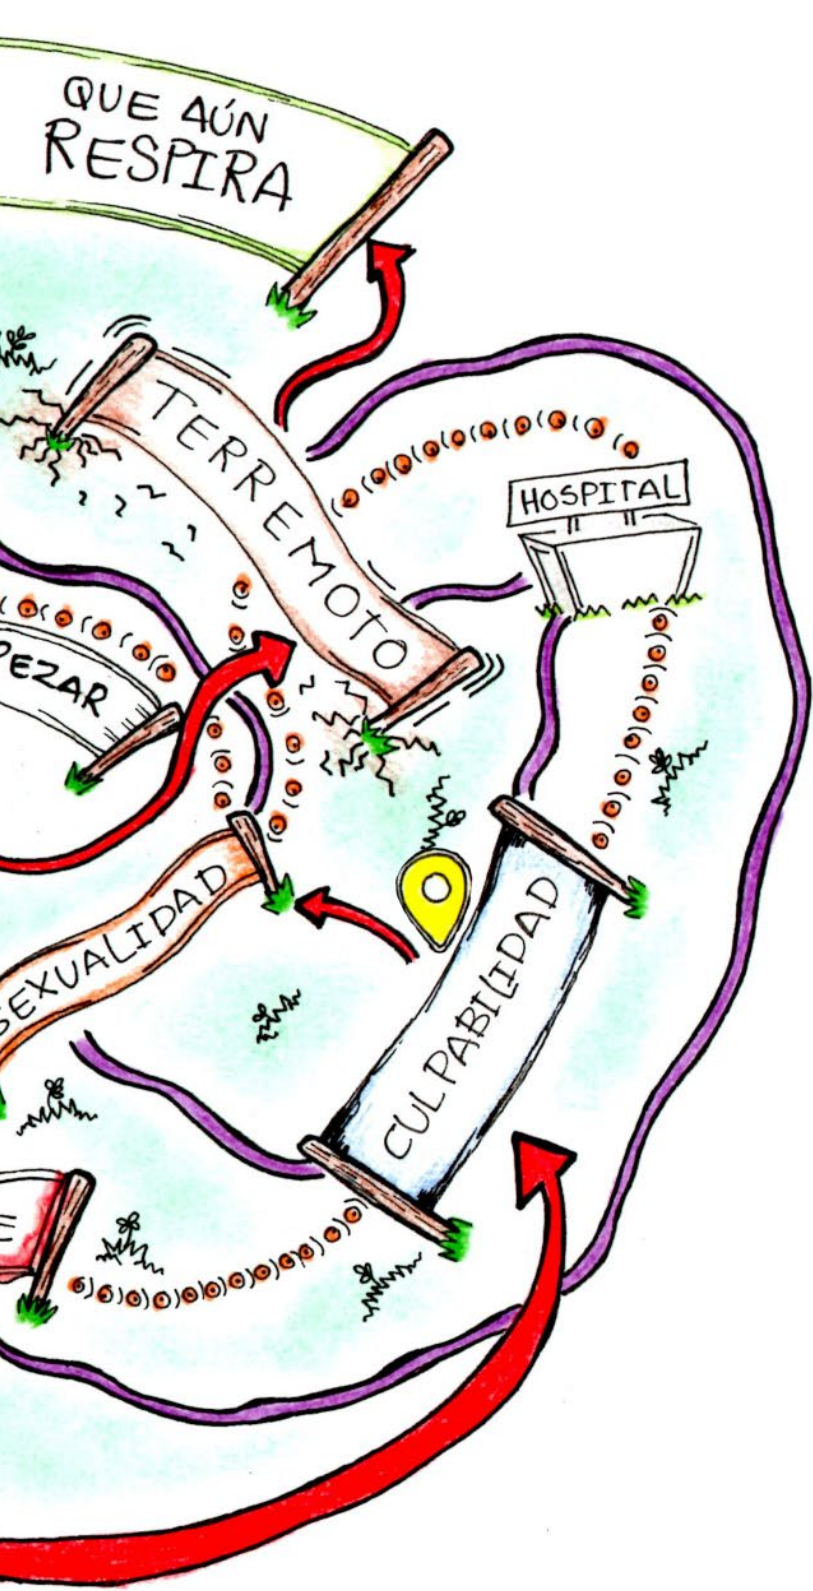 QUE AÚN
RESPIRA
TERREMOTO
HOSPITAL
PEZAR
SEXUALIDAD
CULPABILIDAD
E